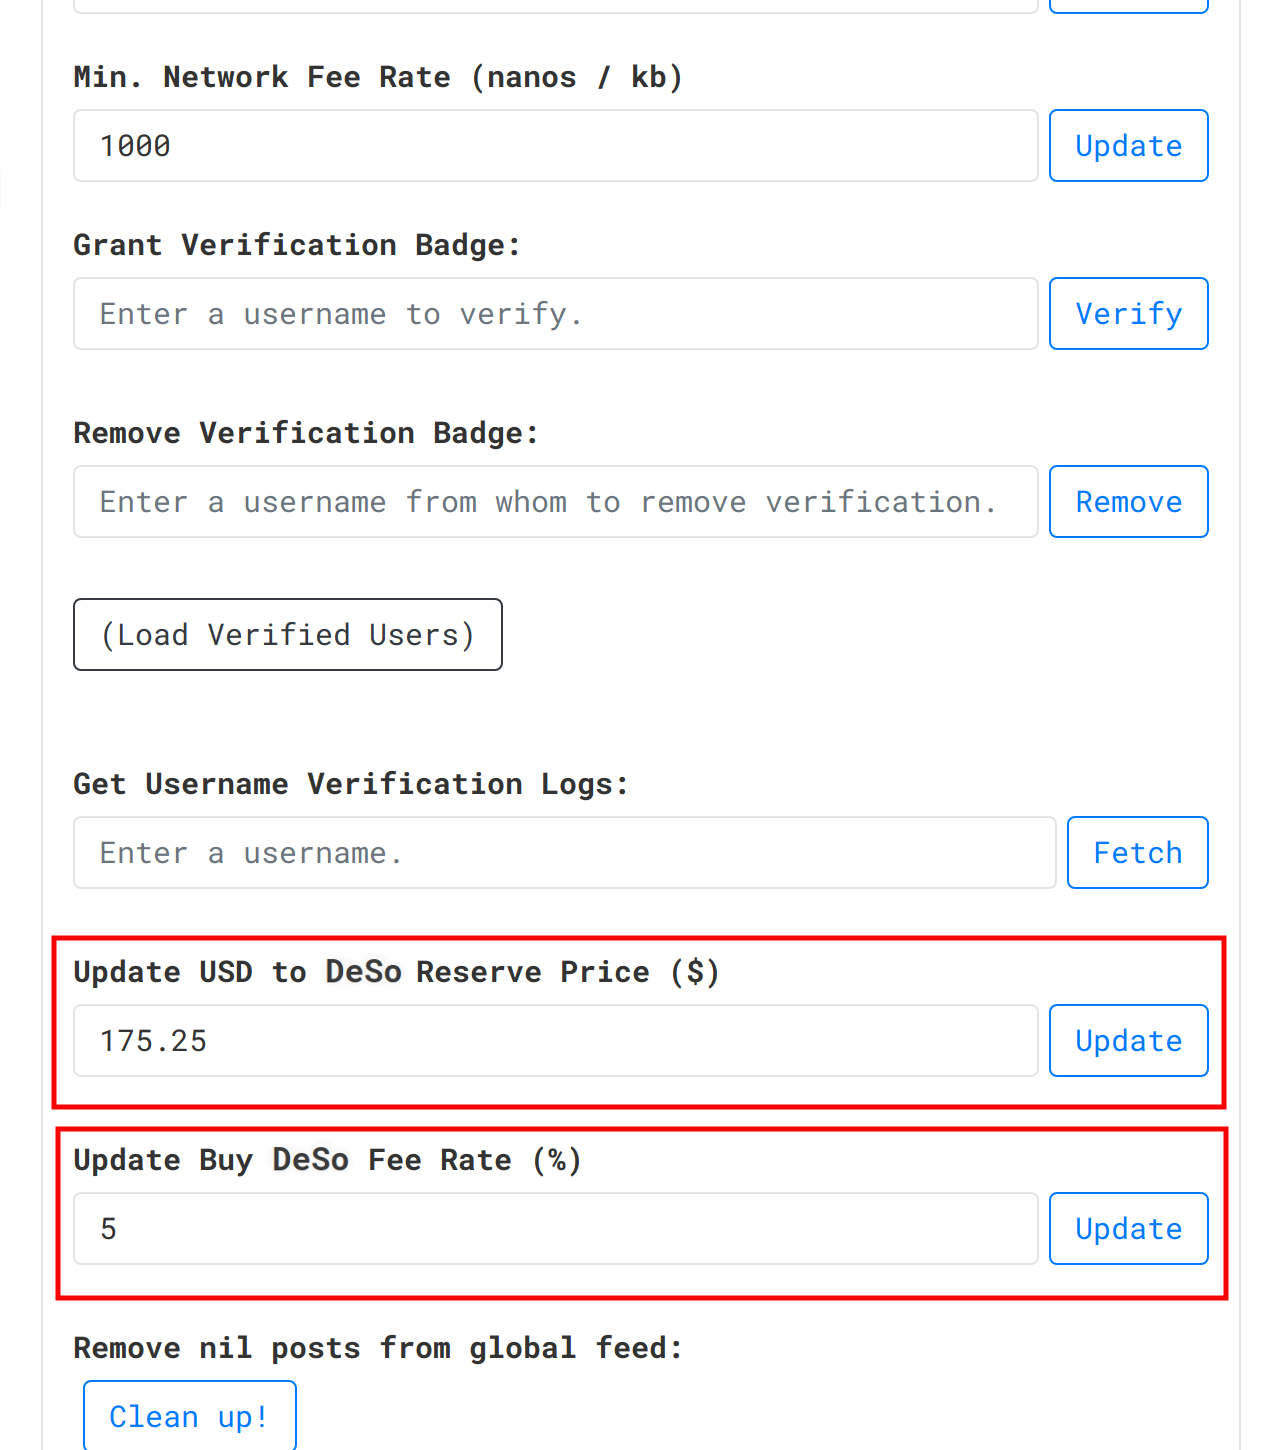 Min. Network Fee Rate (nanos / kb)
1000
Update
Grant Verification Badge:
Enter a username to verify.
Verify
Remove Verification Badge:
Enter a username from whom to remove verification.
Remove
(Load Verified Users)
Get Username Verification Logs:
Enter a username.
Fetch
Update USD to DeSo Reserve Price ($)
175.25
Update
Update Buy DeSo Fee Rate (%)
5
Update
Remove nil posts from global feed:
Clean up!